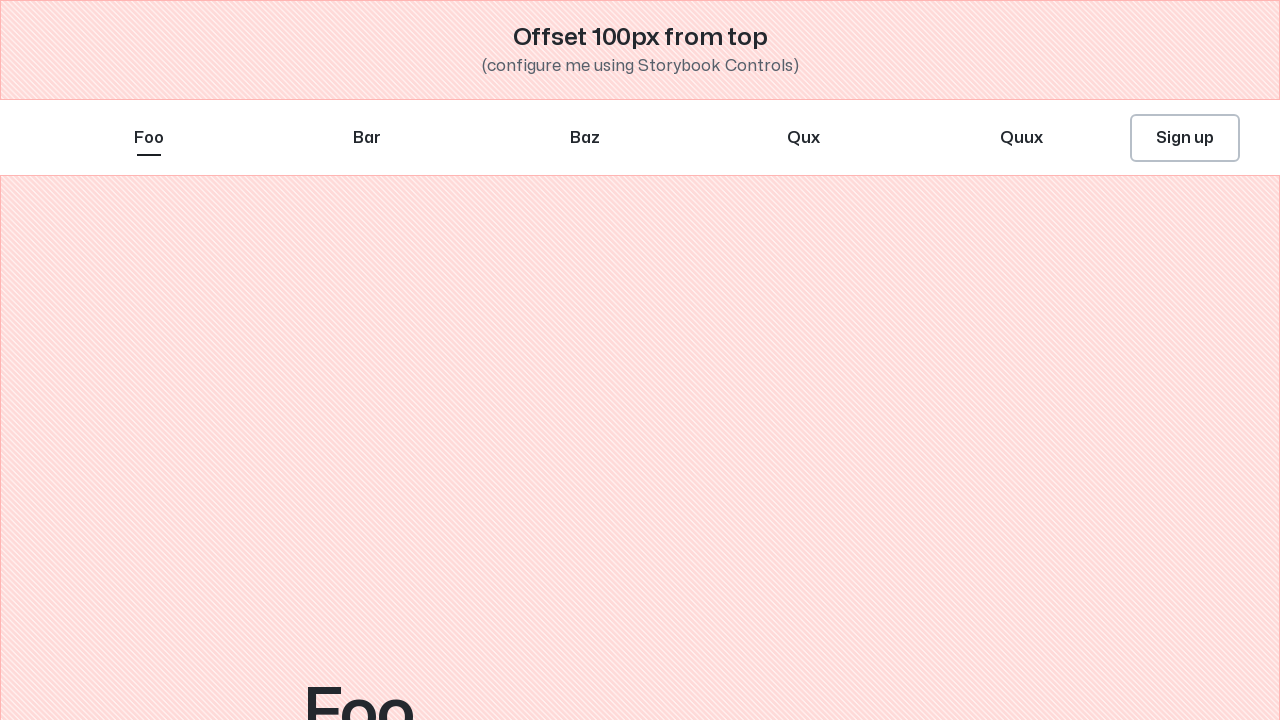 Offset 100px from top
(configure me using Storybook Controls)
Foo Bar Baz Qux Quux Sign up
Foo